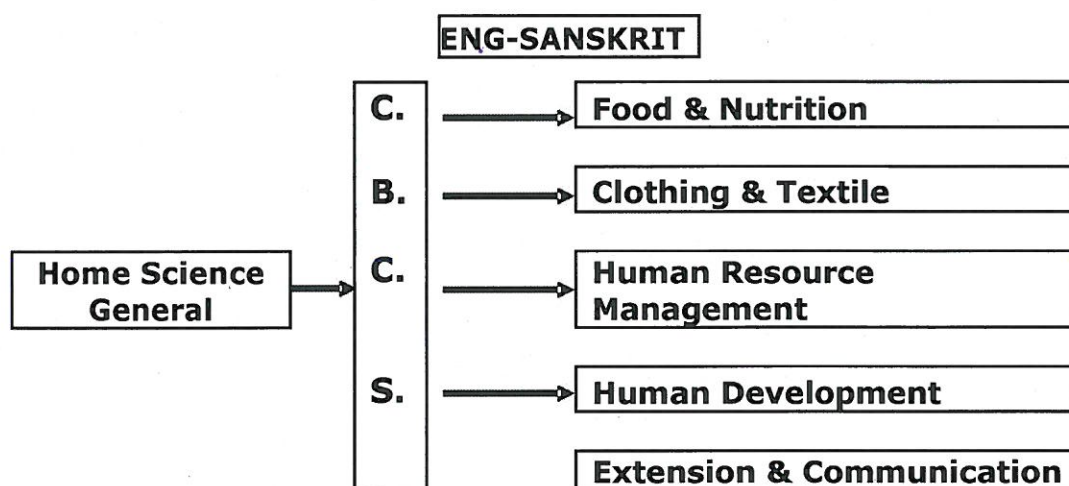 ENG-SANSKRIT
C.
Food & Nutrition
B.
Clothing & Textile
Home Science
General
C.
Human Resource
Management
S.
Human Development
Extension & Communication